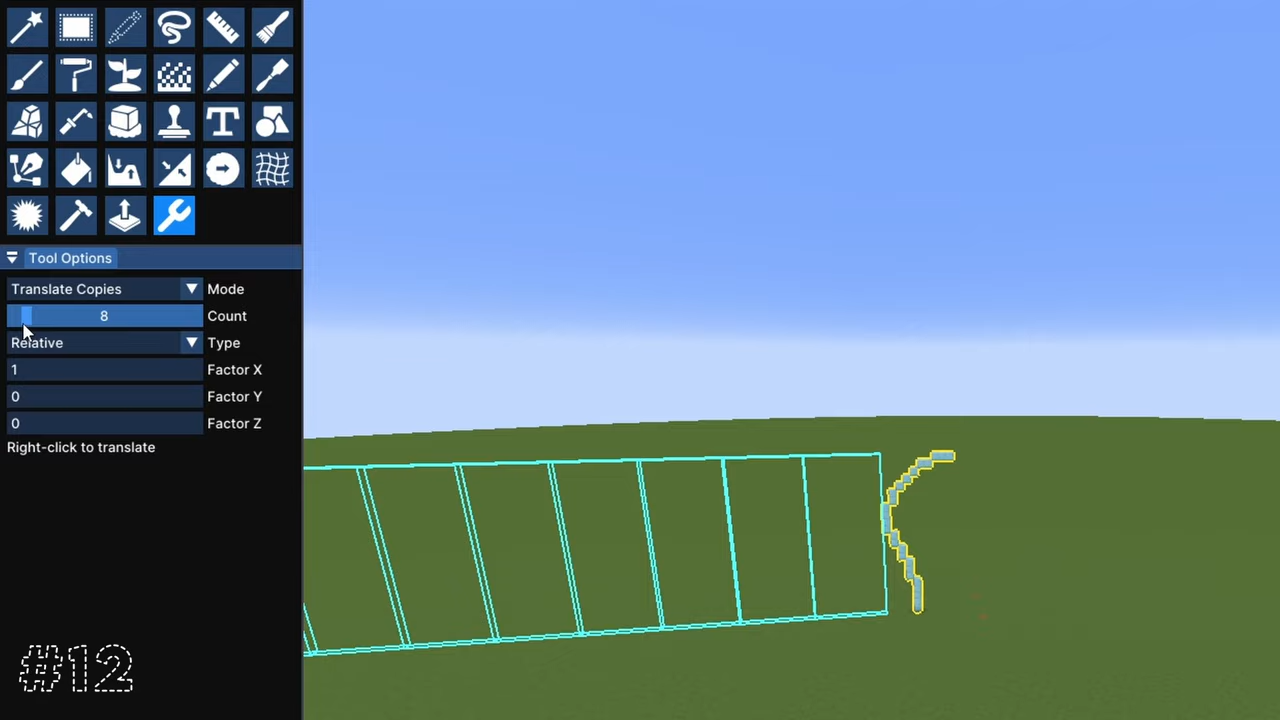 Tool Options
Translate Copies Mode
8 Count
Relative Type
1 Factor X
0 Factor Y
0 Factor Z
Right-click to translate
#12